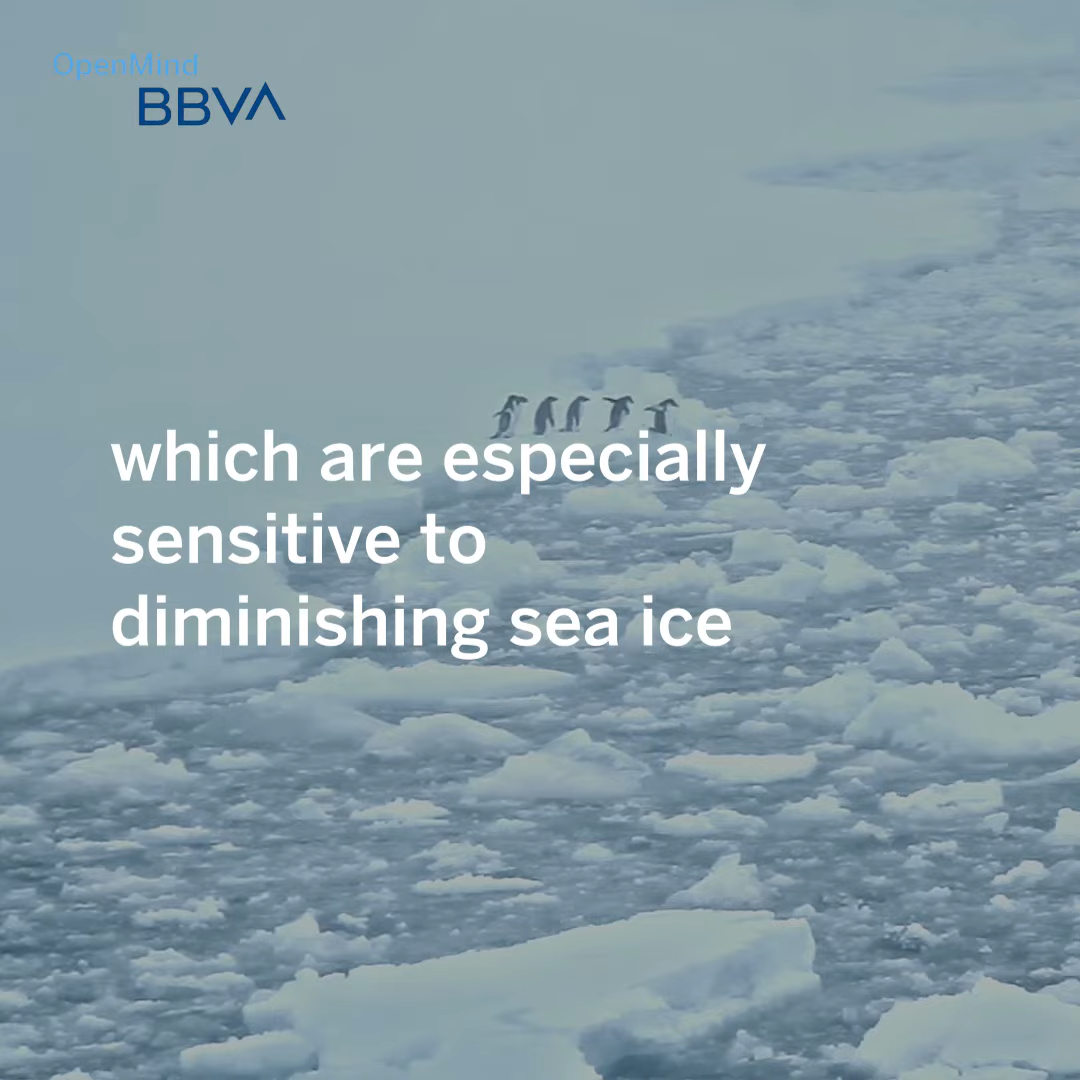 OpenMind
BBVA
which are especially
sensitive to
diminishing sea ice